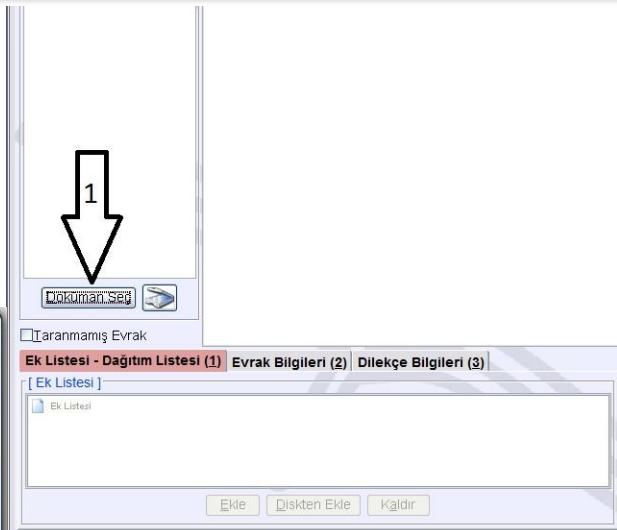 1
Doküman Seç
Taranmamış Evrak
Ek Listesi - Dağıtım Listesi (1) Evrak Bilgileri (2) Dilekçe Bilgileri (3)
[ Ek Listesi ]
Ek Listesi
Ekle Diskten Ekle Kaldır